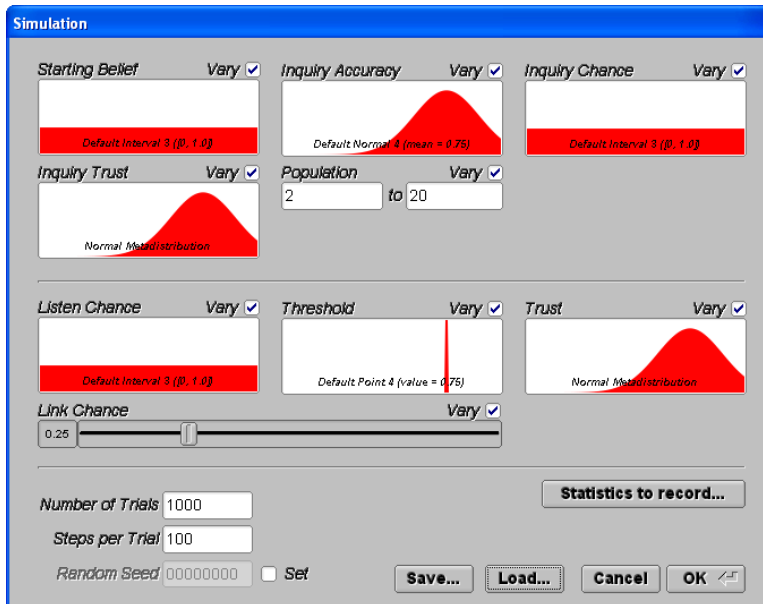 Simulation
Starting Belief Vary Inquiry Accuracy Vary Inquiry Chance Vary
Default Interval 3 ([0, 1.0]) Default Normal 4 (mean = 0.75) Default Interval 3 ([0, 1.0])
Inquiry Trust Vary Population Vary
2 to 20
Normal Metadistribution
Listen Chance Vary Threshold Vary Trust Vary
Default Interval 3 ([0, 1.0]) Default Point 4 (value = 0.75) Normal Metadistribution
Link Chance Vary
0.25
Statistics to record...
Number of Trials 1000
Steps per Trial 100
Random Seed 00000000 Set
Save... Load... Cancel OK